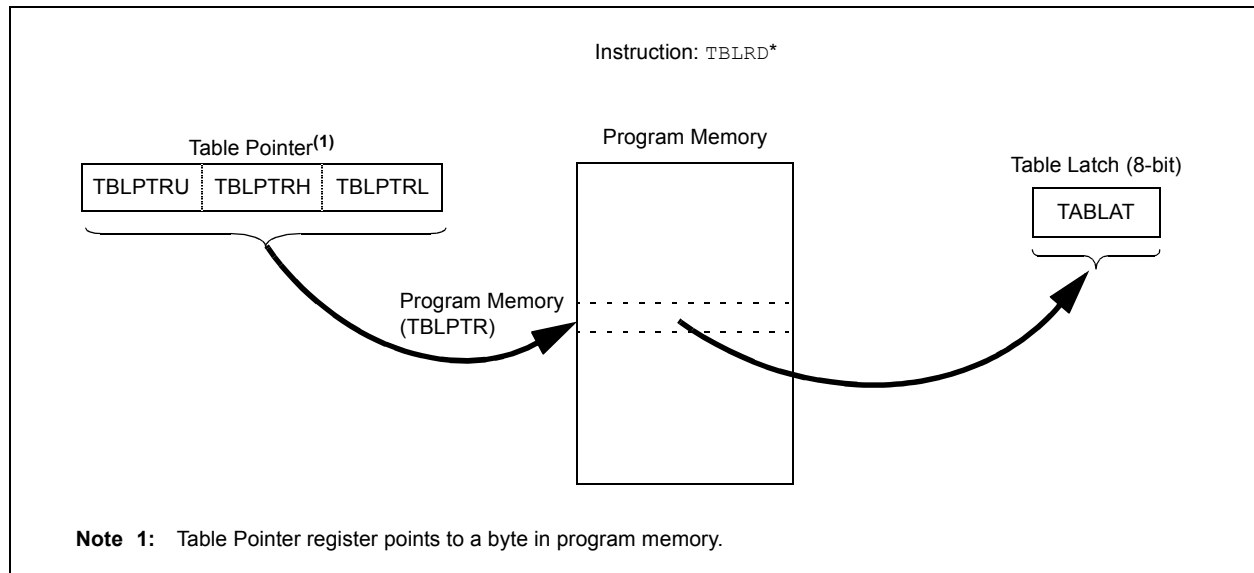 Instruction: TBLRD*
Table Pointer(1)
TBLPTRU TBLPTRH TBLPTRL
Program Memory
Table Latch (8-bit)
TABLAT
Program Memory
(TBLPTR)
Note 1: Table Pointer register points to a byte in program memory.